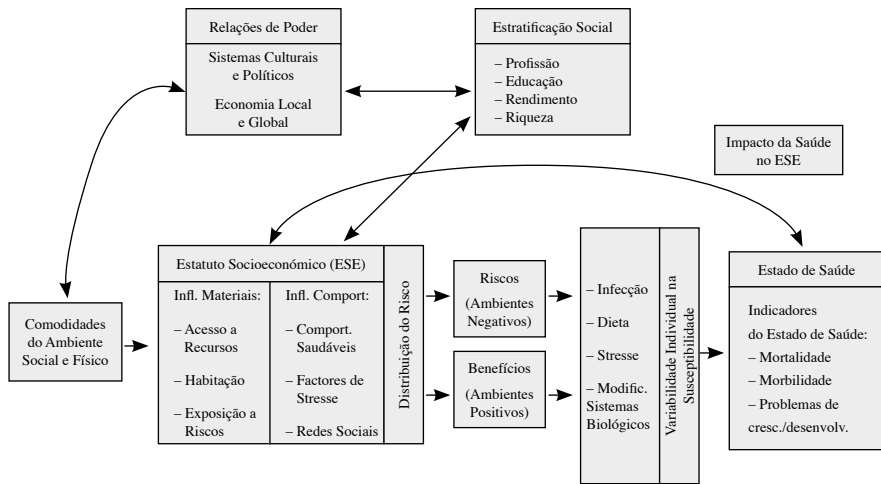 Relações de Poder
Sistemas Culturais
e Políticos
Economia Local
e Global
Estratificação Social
– Profissão
– Educação
– Rendimento
– Riqueza
Impacto da Saúde
no ESE
Comodidades
do Ambiente
Social e Físico
Estatuto Socioeconómico (ESE)
Infl. Materiais:
– Acesso a
Recursos
– Habitação
– Exposição a
Riscos
Infl. Comport:
– Comport.
Saudáveis
– Factores de
Stresse
– Redes Sociais
Distribuição do Risco
Riscos
(Ambientes
Negativos)
Benefícios
(Ambientes
Positivos)
– Infecção
– Dieta
– Stresse
– Modific.
Sistemas
Biológicos
Variabilidade Individual na
Susceptibilidade
Estado de Saúde
Indicadores
do Estado de Saúde:
– Mortalidade
– Morbilidade
– Problemas de
cresc./desenvolv.